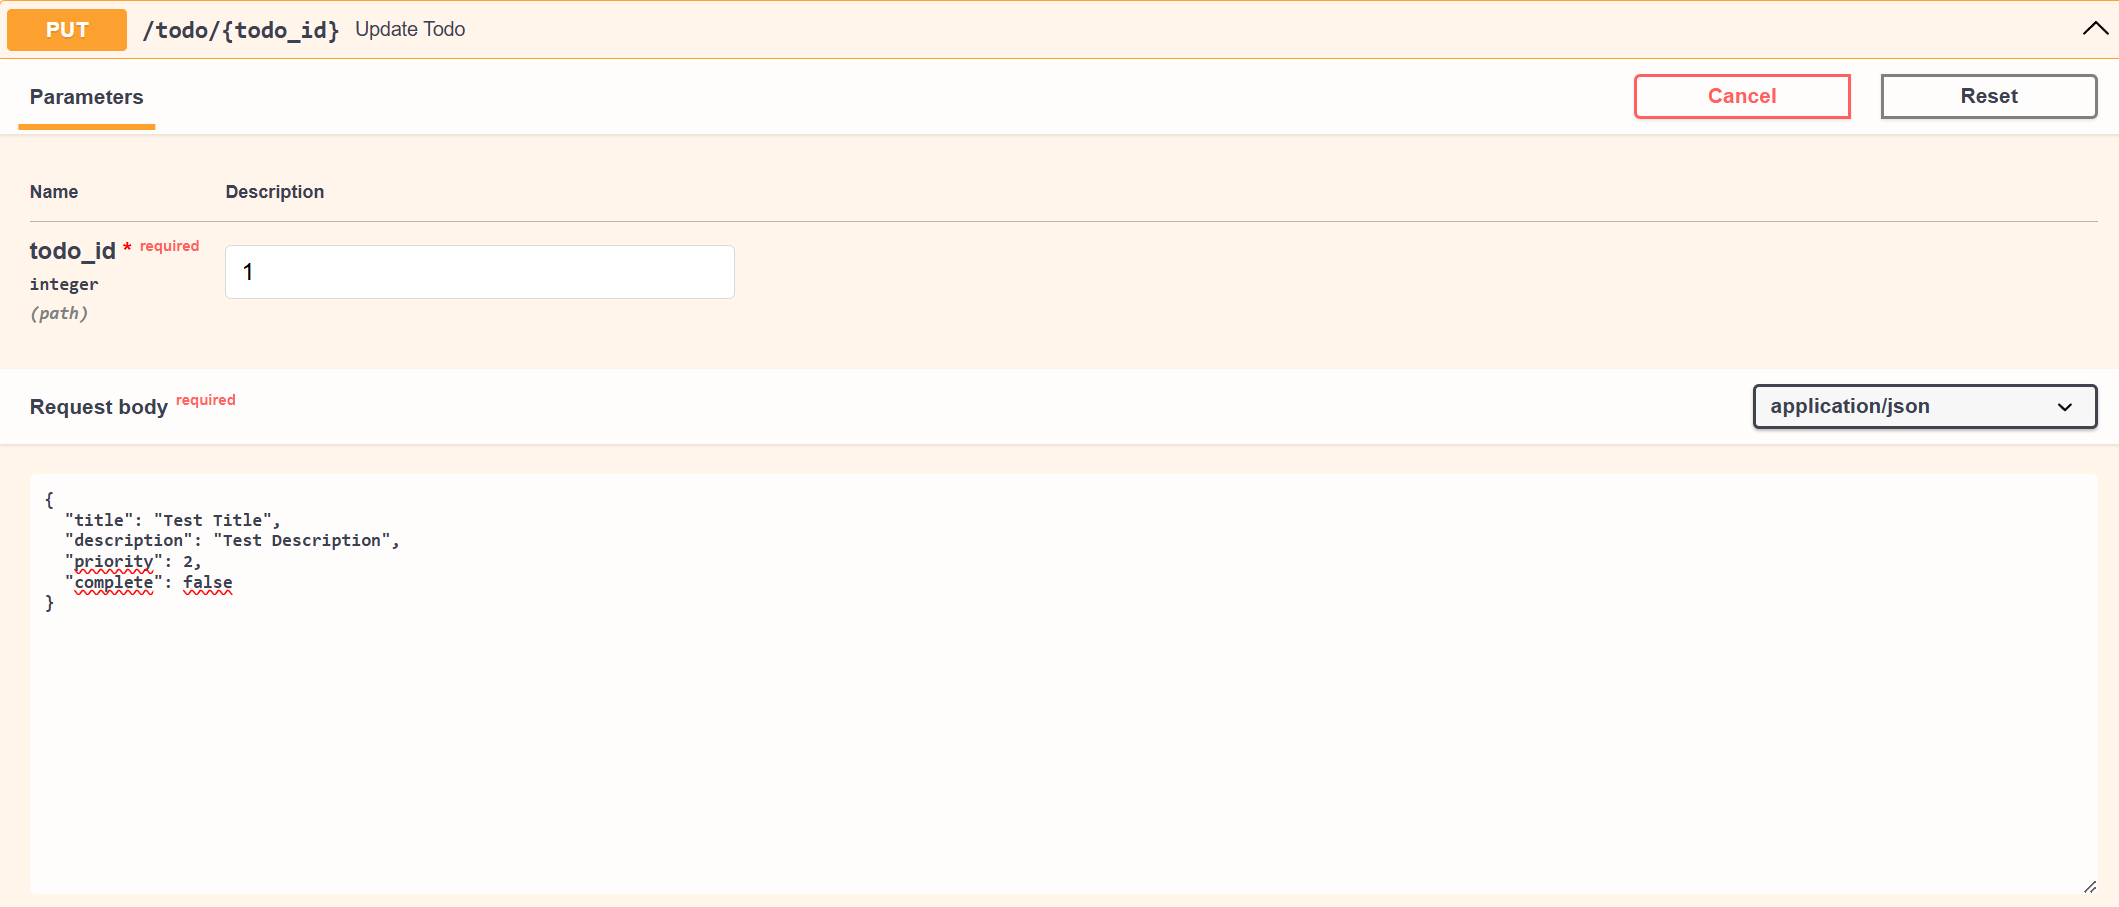 PUT /todo/{todo_id} Update Todo
Parameters
Cancel
Reset
Name Description
todo_id * required
integer
(path)
1
Request body required
application/json
{
  "title": "Test Title",
  "description": "Test Description",
  "priority": 2,
  "complete": false
}